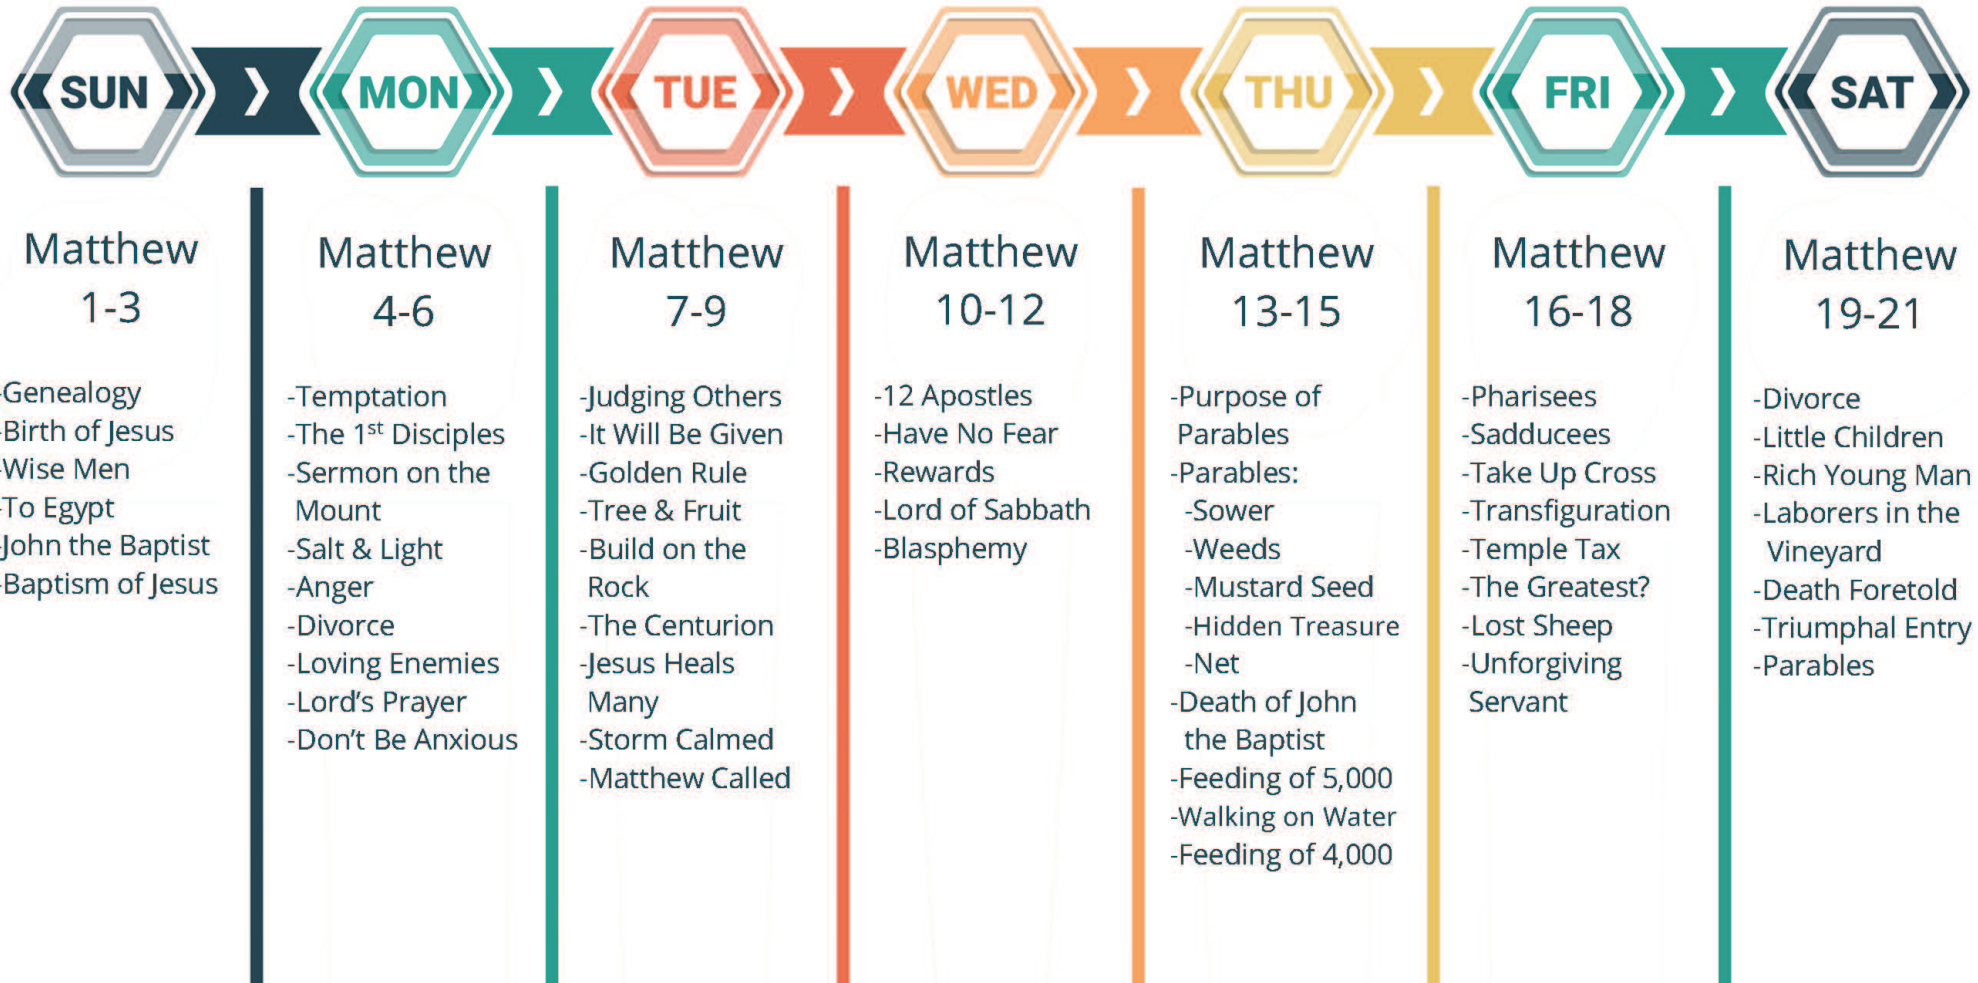 SUN
MON
TUE
WED
THU
FRI
SAT
Matthew
1-3
-Genealogy
-Birth of Jesus
-Wise Men
-To Egypt
-John the Baptist
-Baptism of Jesus
Matthew
4-6
-Temptation
-The 1st Disciples
-Sermon on the
Mount
-Salt & Light
-Anger
-Divorce
-Loving Enemies
-Lord's Prayer
-Don't Be Anxious
Matthew
7-9
-Judging Others
-It Will Be Given
-Golden Rule
-Tree & Fruit
-Build on the
Rock
-The Centurion
-Jesus Heals
Many
-Storm Calmed
-Matthew Called
Matthew
10-12
-12 Apostles
-Have No Fear
-Rewards
-Lord of Sabbath
-Blasphemy
Matthew
13-15
-Purpose of
Parables
-Parables:
-Sower
-Weeds
-Mustard Seed
-Hidden Treasure
-Net
-Death of John
the Baptist
-Feeding of 5,000
-Walking on Water
-Feeding of 4,000
Matthew
16-18
-Pharisees
-Sadducees
-Take Up Cross
-Transfiguration
-Temple Tax
-The Greatest?
-Lost Sheep
-Unforgiving
Servant
Matthew
19-21
-Divorce
-Little Children
-Rich Young Man
-Laborers in the
Vineyard
-Death Foretold
-Triumphal Entry
-Parables